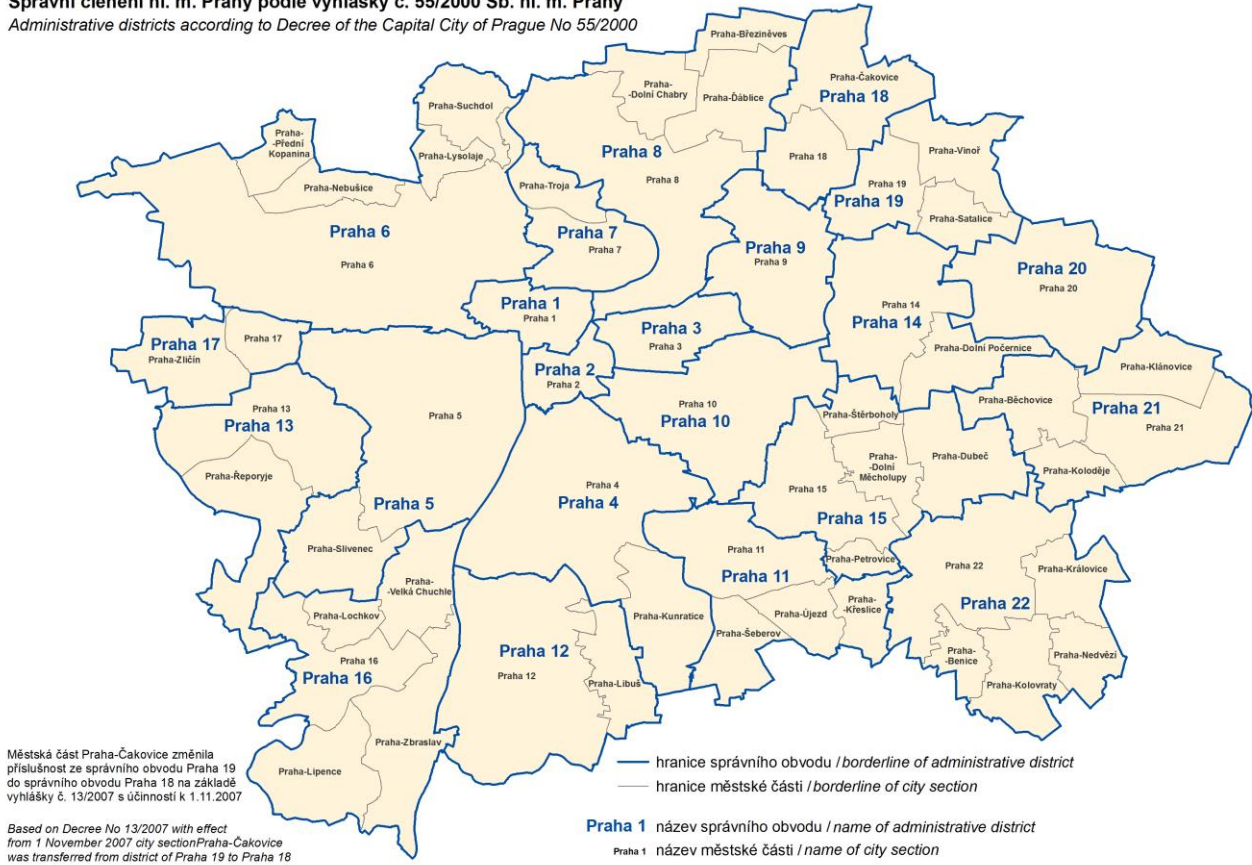 Správní členění hl. m. Prahy podle vyhlášky č. 55/2000 Sb. hl. m. Prahy
Administrative districts according to Decree of the Capital City of Prague No 55/2000
Praha-Březiněves
Praha-Čakovice
Praha 18
Praha-
-Dolní Chabry
Praha-Ďáblice
Praha-Suchdol
Praha-
-Přední
Kopanina
Praha-Lysolaje
Praha 8
Praha 8
Praha 18
Praha-Vinoř
Praha-Nebušice
Praha-Troja
Praha 19
Praha 19
Praha-Satalice
Praha 6
Praha 6
Praha 7
Praha 7
Praha 9
Praha 9
Praha 20
Praha 20
Praha 1
Praha 1
Praha 14
Praha 14
Praha 3
Praha 3
Praha 17
Praha-Zličín
Praha 17
Praha-Dolní Počernice
Praha 2
Praha 2
Praha-Klánovice
Praha 13
Praha 13
Praha 5
Praha 10
Praha 10
Praha-Štěrboholy
Praha-Běchovice
Praha 21
Praha 21
Praha-Řeporyje
Praha-
-Dolní
Měcholupy
Praha-Dubeč
Praha-Koloděje
Praha 5
Praha 4
Praha 4
Praha 15
Praha 15
Praha-Slivenec
Praha 11
Praha 11
Praha-Petrovice
Praha 22
Praha 22
Praha-Královice
Praha-
-Velká Chuchle
Praha-Lochkov
Praha-Kunratice
Praha-Újezd
Praha-
-Křeslice
Praha-Šeberov
Praha 16
Praha 16
Praha 12
Praha 12
Praha-Libuš
Praha-
-Benice
Praha-Nedvězí
Praha-Kolovraty
Praha-Zbraslav
Praha-Lipence
Městská část Praha-Čakovice změnila
příslušnost ze správního obvodu Praha 19
do správního obvodu Praha 18 na základě
vyhlášky č. 13/2007 s účinností k 1.11.2007
Based on Decree No 13/2007 with effect
from 1 November 2007 city sectionPraha-Čakovice
was transferred from district of Praha 19 to Praha 18
hranice správního obvodu / borderline of administrative district
hranice městské části / borderline of city section
Praha 1 název správního obvodu / name of administrative district
Praha 1 název městské části / name of city section